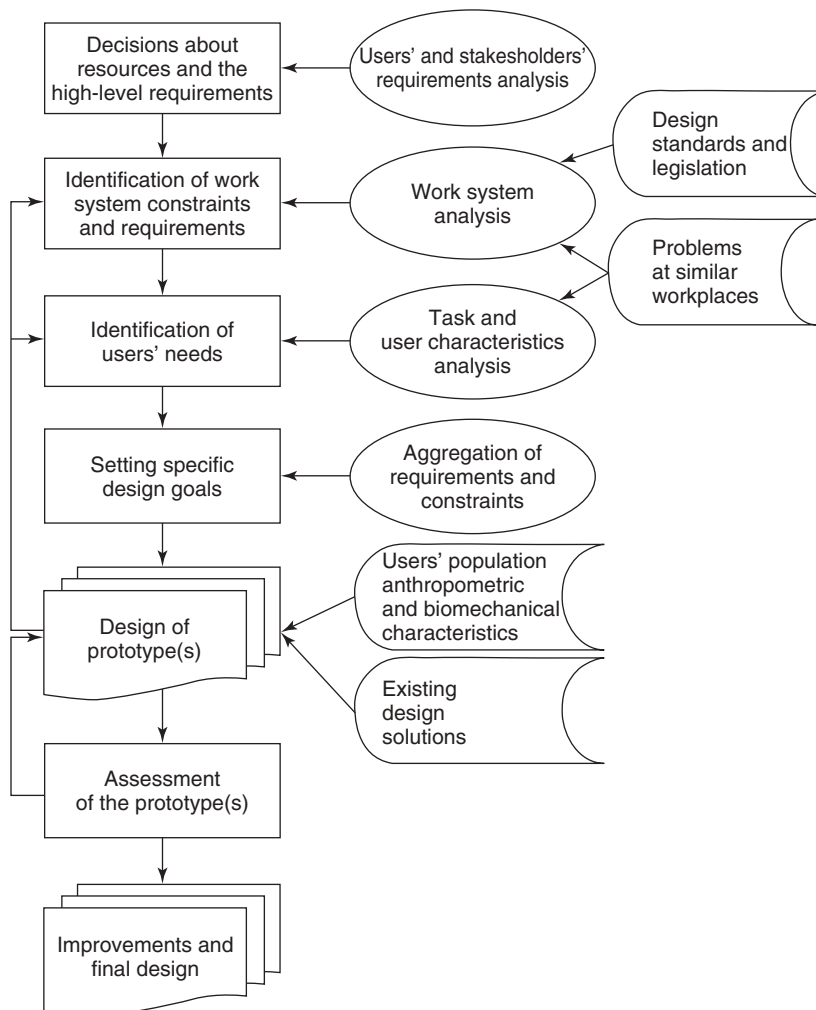 Decisions about
resources and the
high-level requirements
Users’ and stakesholders’
requirements analysis
Design
standards and
legislation
Identification of work
system constraints
and requirements
Work system
analysis
Problems
at similar
workplaces
Identification of
users’ needs
Task and
user characteristics
analysis
Setting specific
design goals
Aggregation of
requirements and
constraints
Users’ population
anthropometric
and biomechanical
characteristics
Design of
prototype(s)
Existing
design
solutions
Assessment
of the prototype(s)
Improvements and
final design